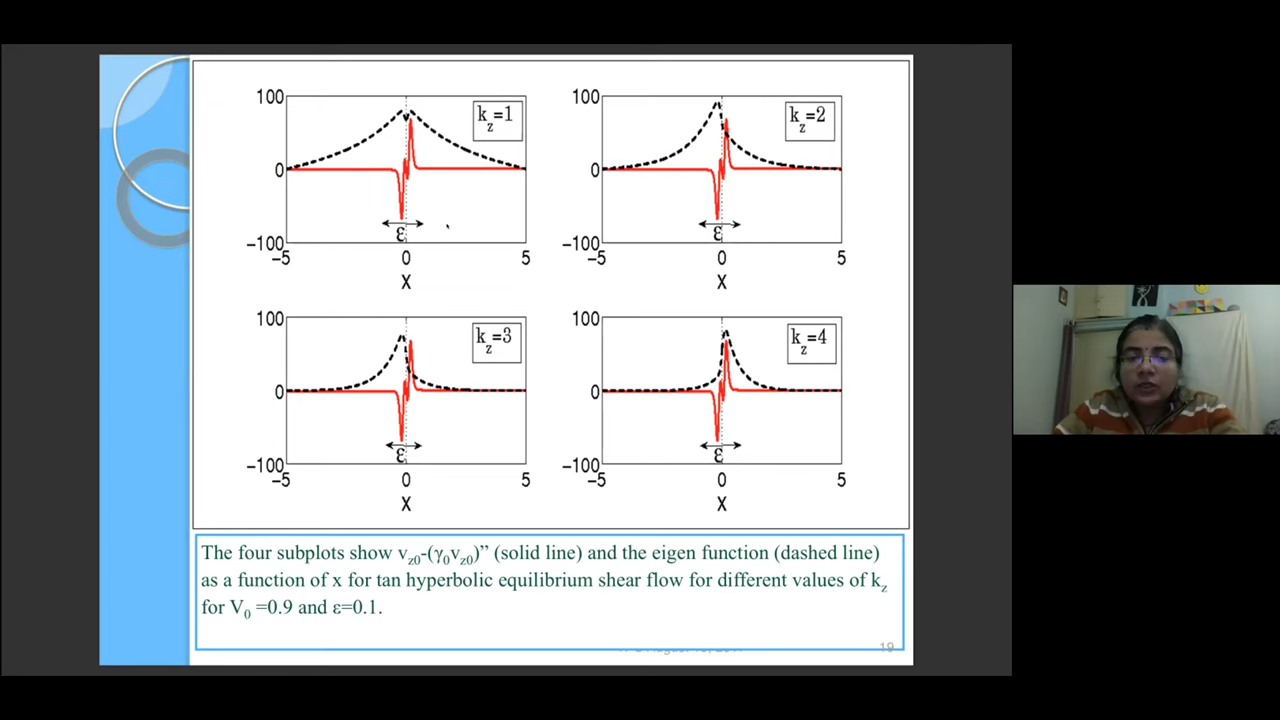 100
0
-100
-5 0 5
X
k_z=1
ε
100
0
-100
-5 0 5
X
k_z=2
ε
100
0
-100
-5 0 5
X
k_z=3
ε
100
0
-100
-5 0 5
X
k_z=4
ε
The four subplots show v_z0-(γ_0v_z0)” (solid line) and the eigen function (dashed line)
as a function of x for tan hyperbolic equilibrium shear flow for different values of k_z
for V_0 =0.9 and ε=0.1.
19